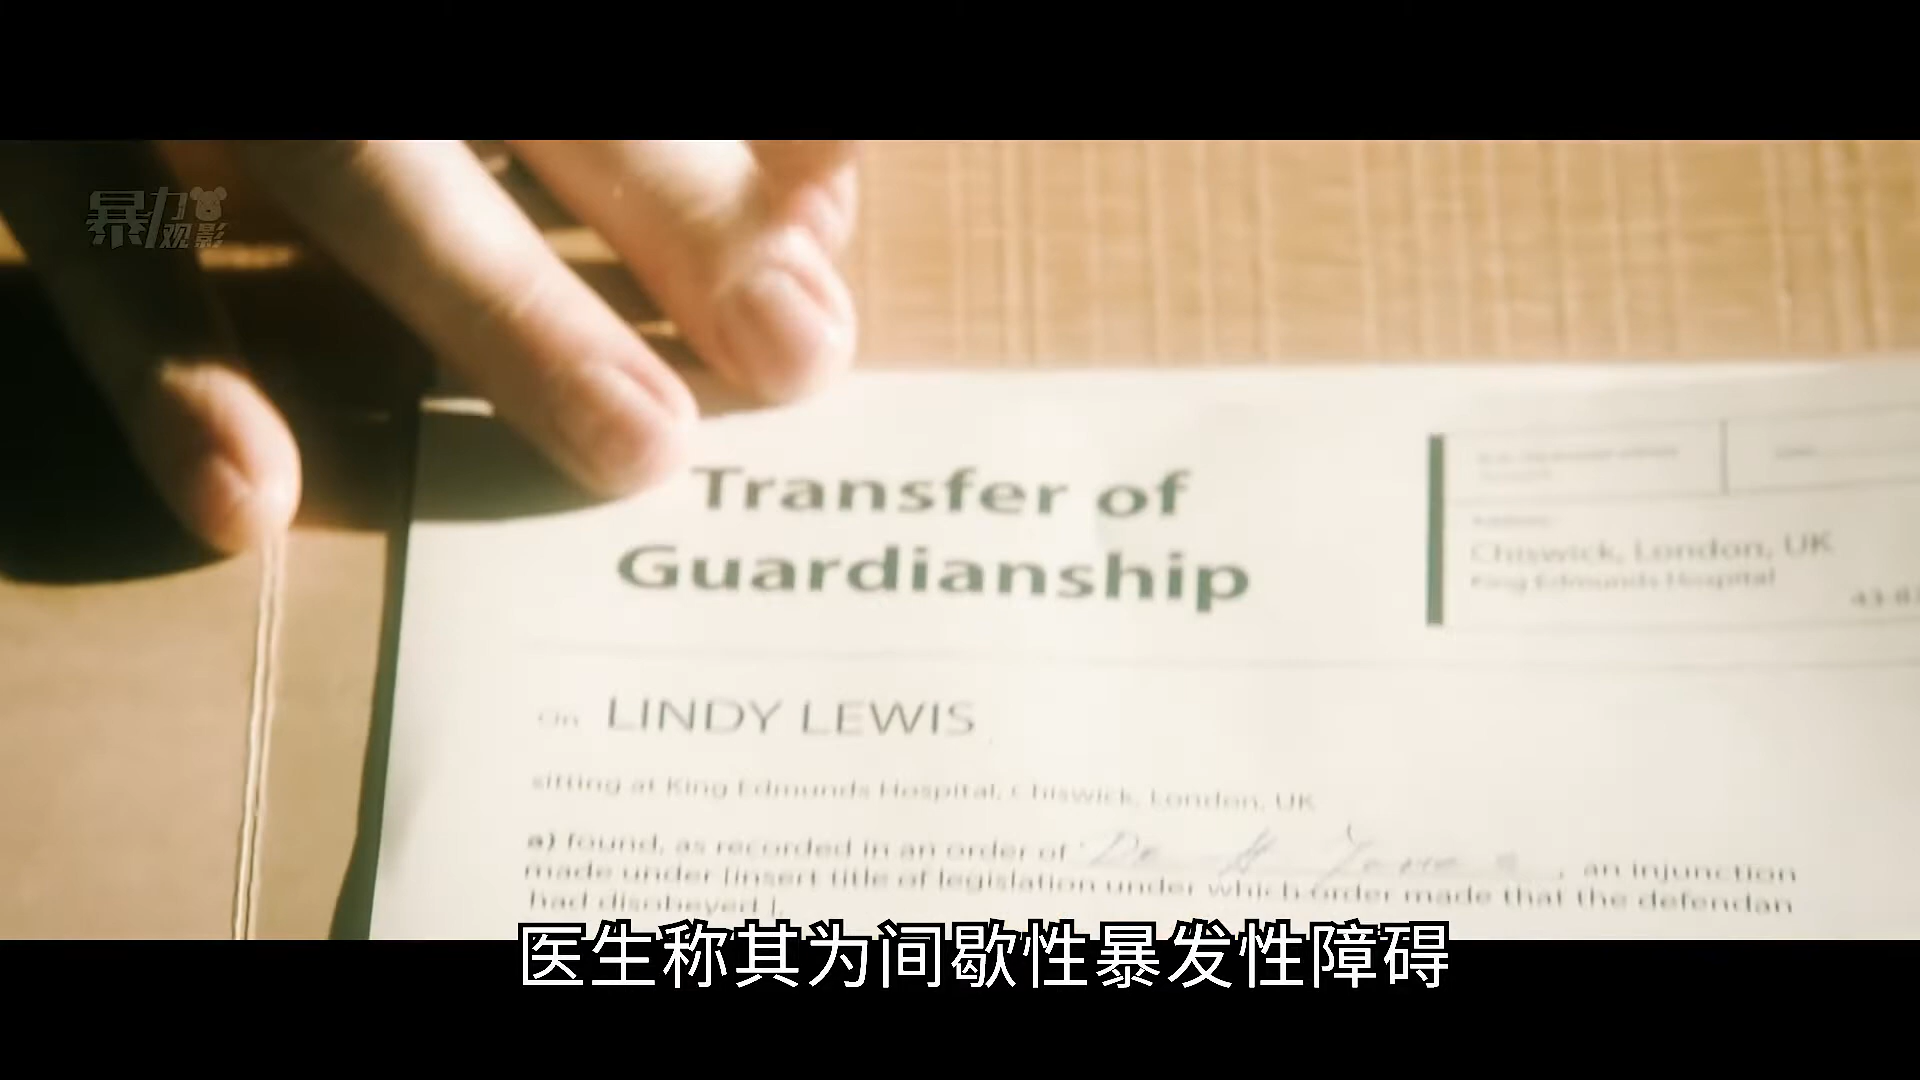 暴力
观影
Transfer of
Guardianship
Chiswick, London, UK
King Edmunds Hospital
On LINDY LEWIS
sitting at King Edmunds Hospital, Chiswick, London, UK
a) found, as recorded in an order of , an injunction
made under [insert title of legislation under which order made that the defendan
had disobeyed ].
医生称其为间歇性暴发性障碍